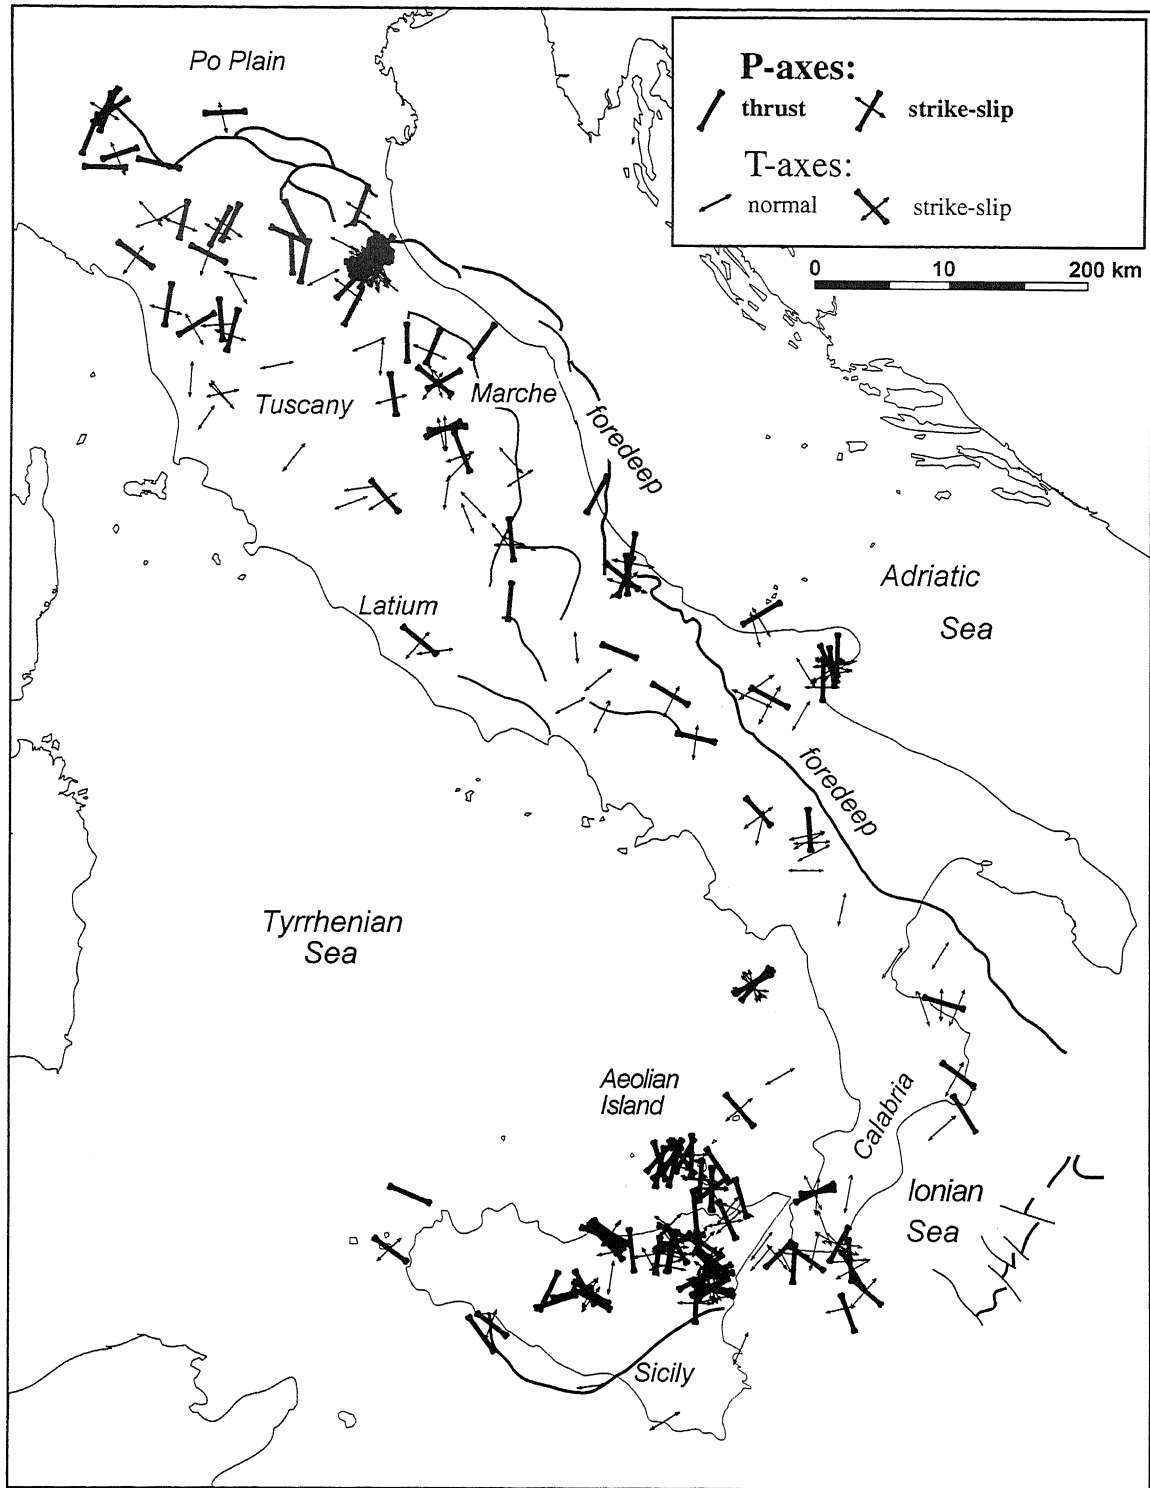 Po Plain
P-axes:
thrust
strike-slip
T-axes:
normal
strike-slip
0 10 200 km
Tuscany
Marche
foredeep
Adriatic
Sea
Latium
foredeep
Tyrrhenian
Sea
Aeolian
Island
Calabria
Ionian
Sea
Sicily